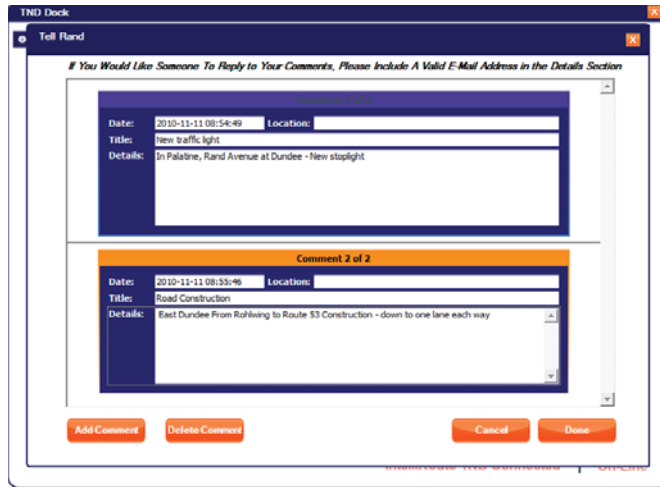 TND Dock
Tell Rand
If You Would Like Someone To Reply to Your Comments, Please Include A Valid E-Mail Address in the Details Section
Date: 2010-11-11 08:54:49 Location:
Title: New traffic light
Details: In Palatine, Rand Avenue at Dundee - New stoplight
Comment 2 of 2
Date: 2010-11-11 08:55:46 Location:
Title: Road Construction
Details: East Dundee From Rohlwing to Route 53 Construction - down to one lane each way
Add Comment Delete Comment Cancel Done